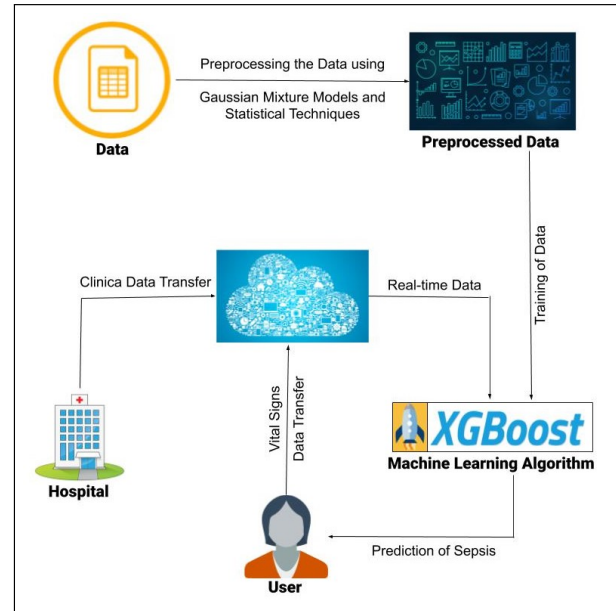 Preprocessing the Data using
Gaussian Mixture Models and
Statistical Techniques
Data
Preprocessed Data
Clinica Data Transfer
Real-time Data
Training of Data
Vital Signs
Data Transfer
XGBoost
Machine Learning Algorithm
Hospital
Prediction of Sepsis
User